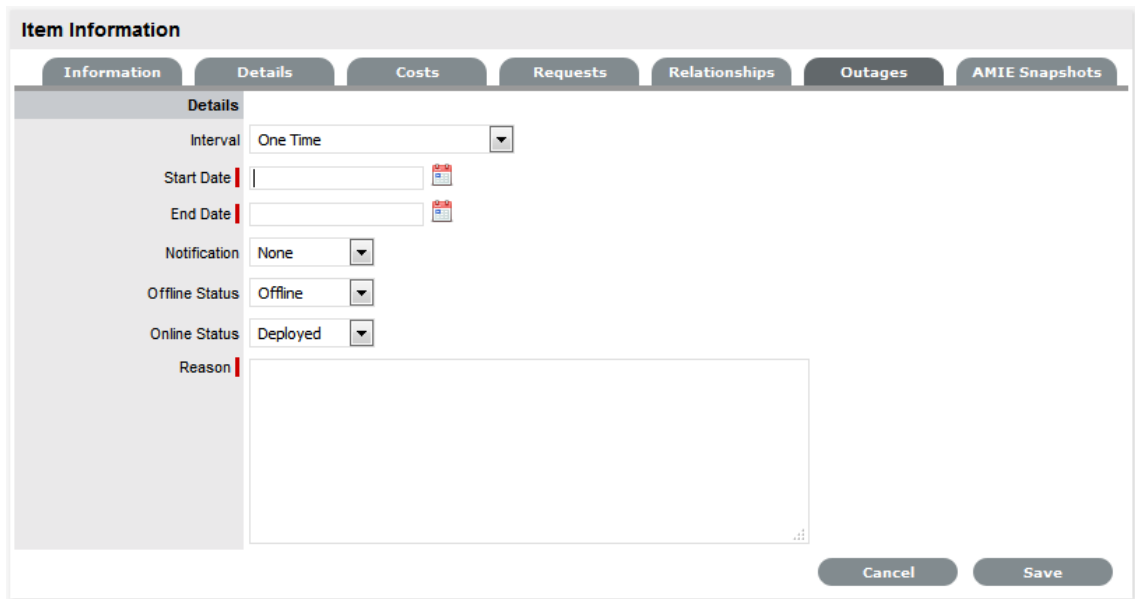 Item Information
Information Details Costs Requests Relationships Outages AMIE Snapshots
Details
Interval One Time
Start Date
End Date
Notification None
Offline Status Offline
Online Status Deployed
Reason
Cancel Save